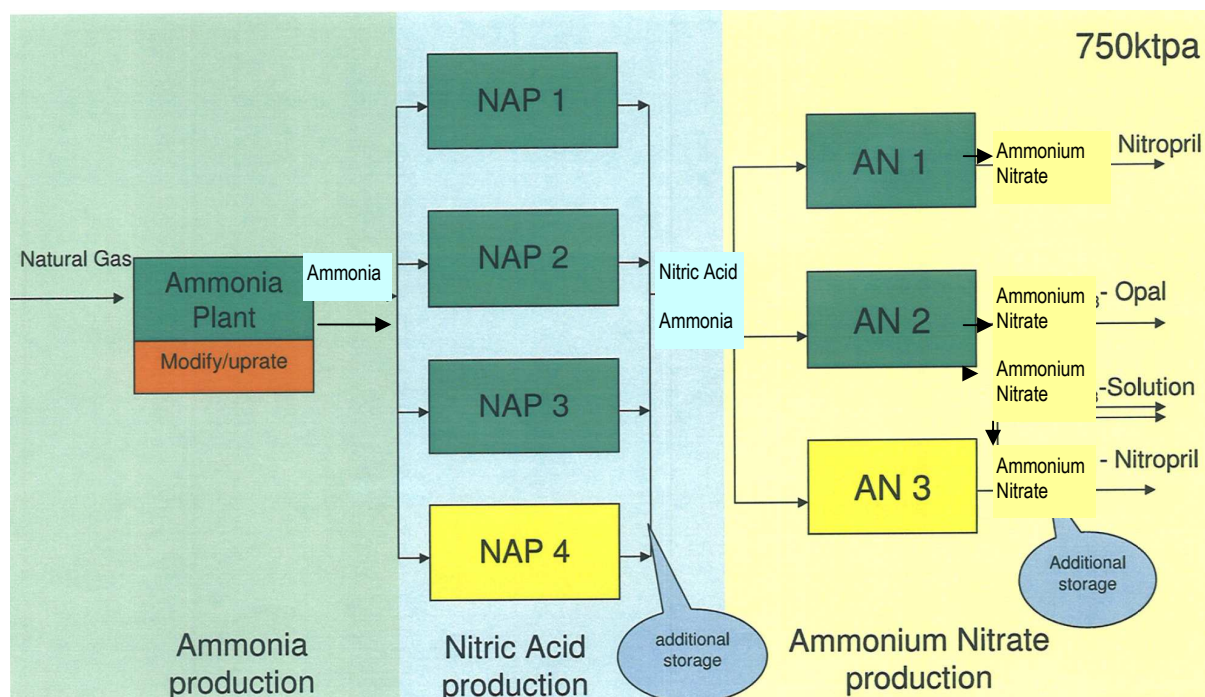 750ktpa
Natural Gas
Ammonia
Plant
Modify/uprate
Ammonia
NAP 1
NAP 2
NAP 3
NAP 4
Nitric Acid
Ammonia
AN 1
Ammonium
Nitrate
Nitropril
AN 2
Ammonium
Nitrate
3- Opal
Ammonium
Nitrate
3-Solution
AN 3
Ammonium
Nitrate
- Nitropril
Additional
storage
additional
storage
Ammonia
production
Nitric Acid
production
Ammonium Nitrate
production